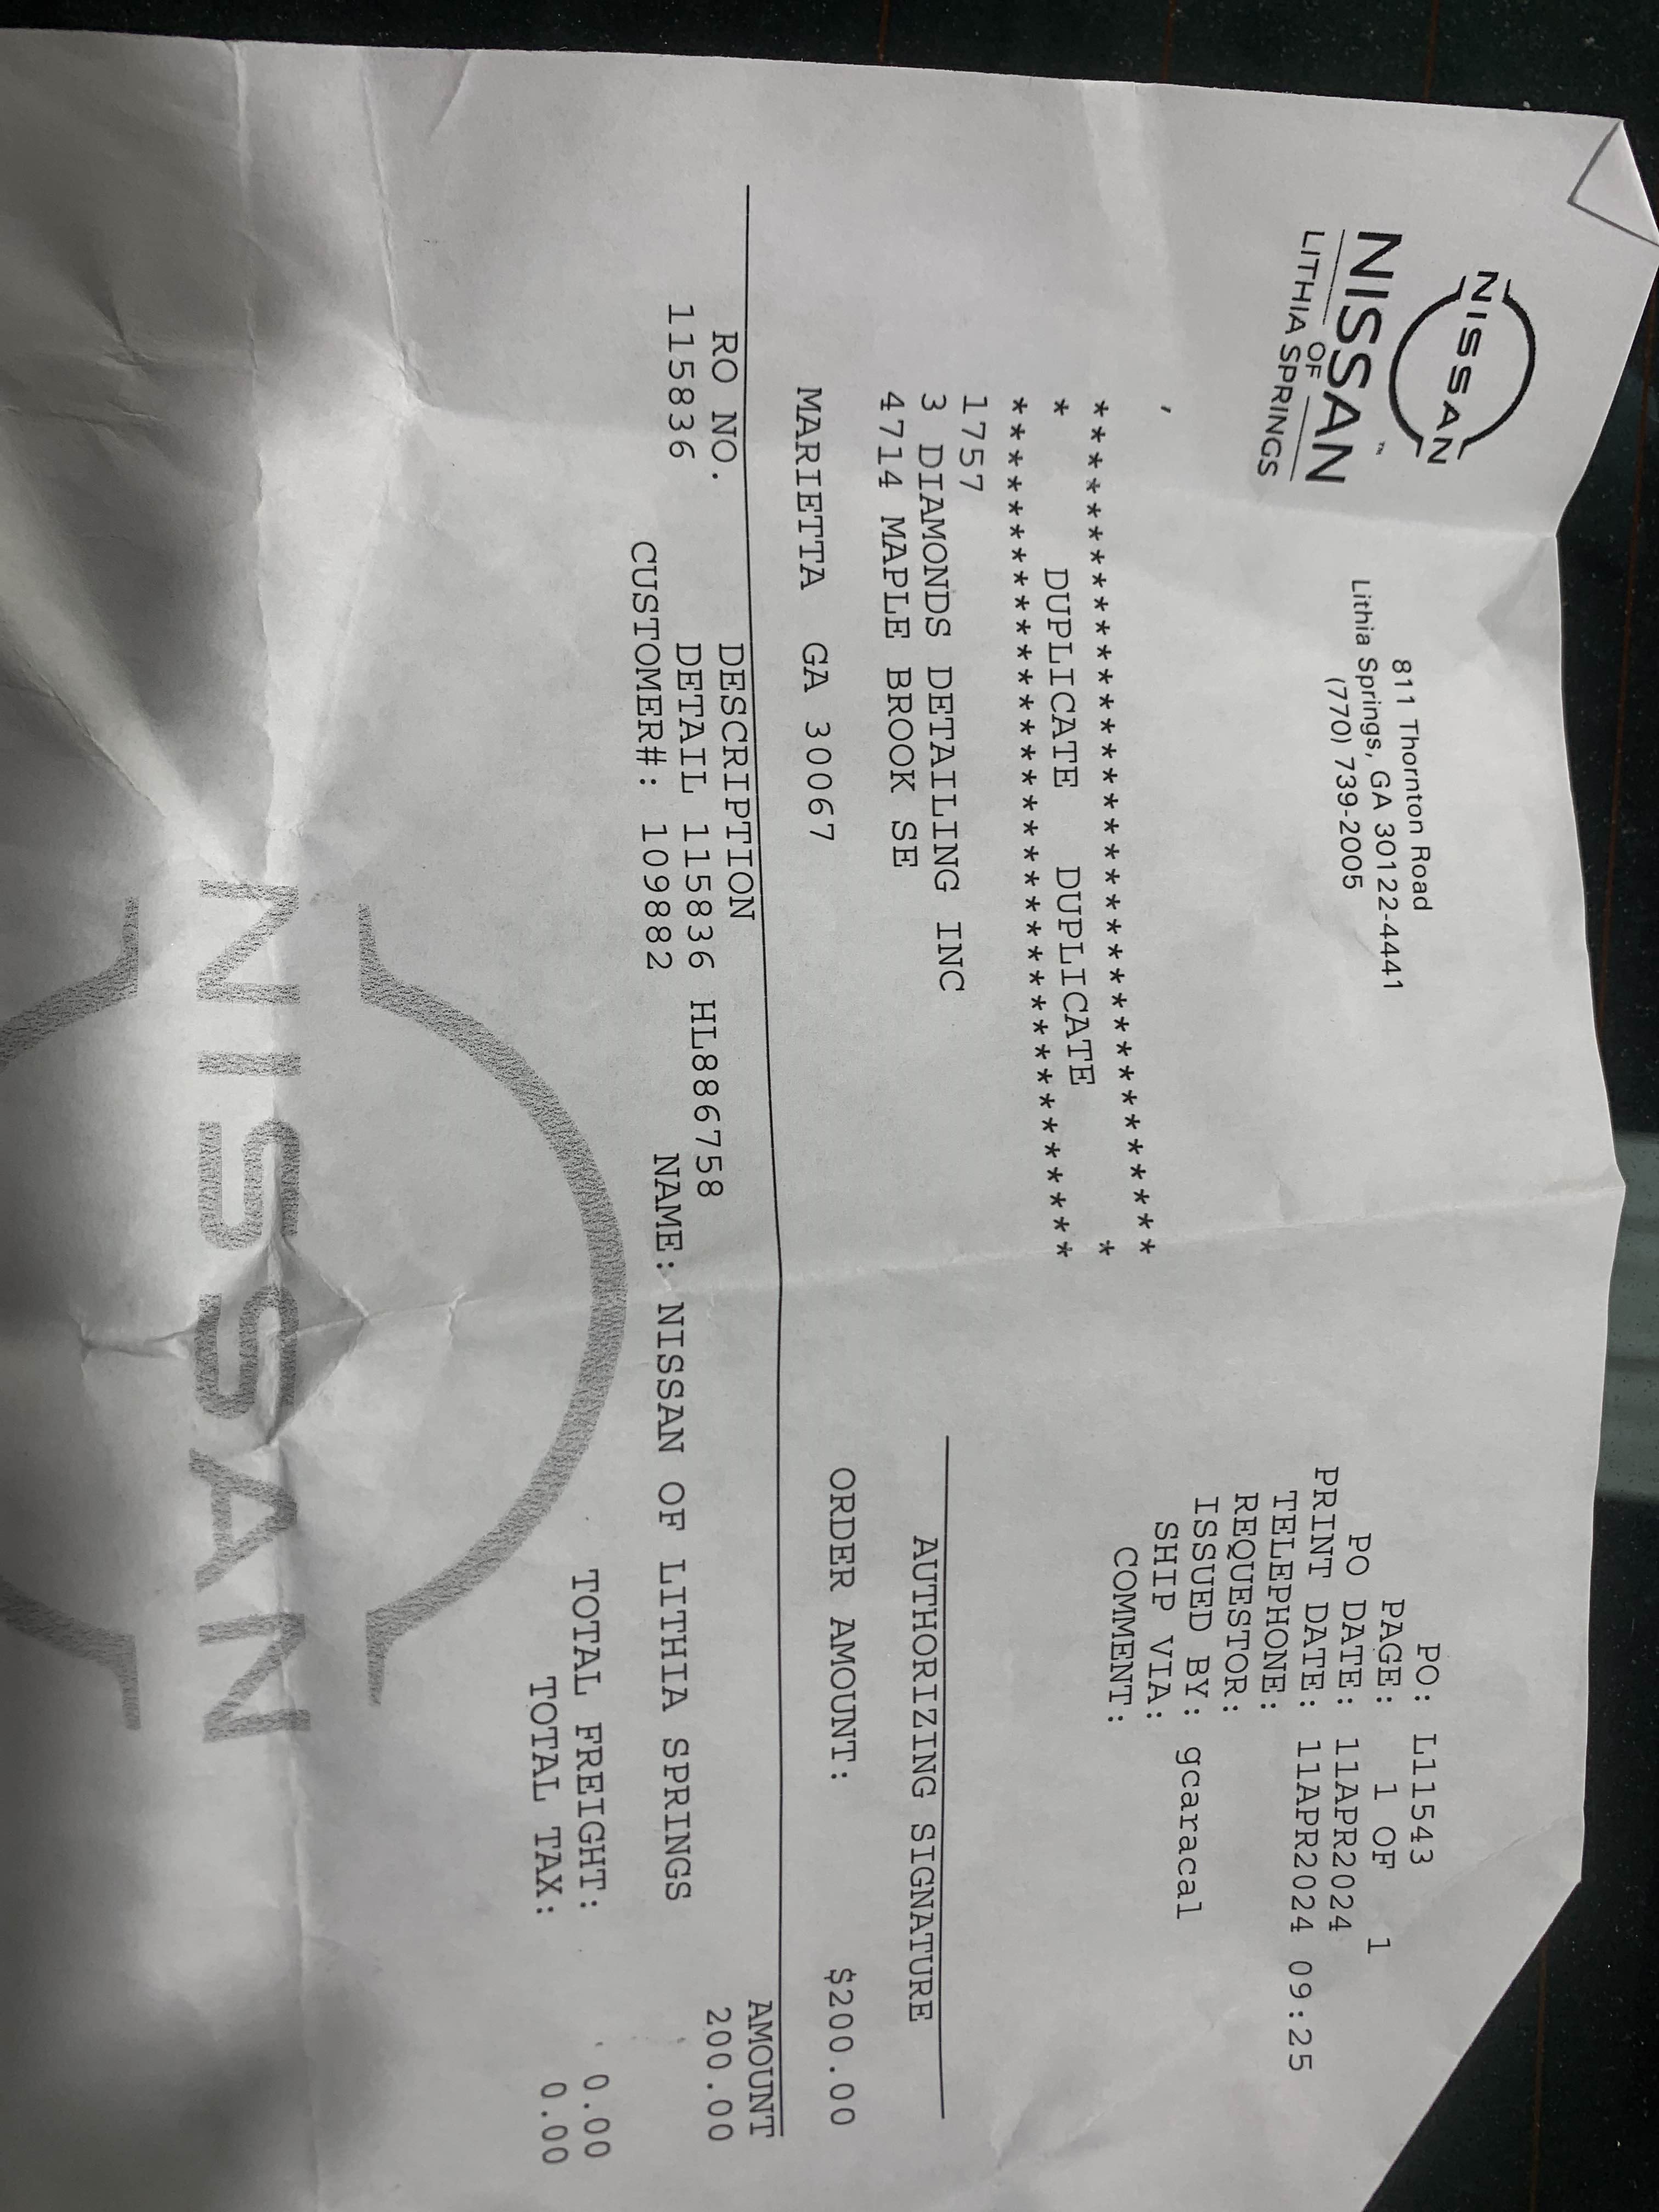 NISSAN
NISSAN™
OF
LITHIA SPRINGS
811 Thornton Road
Lithia Springs, GA 30122-4441
(770) 739-2005
PO: L11543
PAGE: 1 OF 1
PO DATE: 11APR2024
PRINT DATE: 11APR2024 09:25
TELEPHONE:
REQUESTOR:
ISSUED BY: gcaracal
SHIP VIA:
COMMENT:
,
***********************************
* DUPLICATE DUPLICATE *
***********************************
1757
3 DIAMONDS DETAILING INC
4714 MAPLE BROOK SE
MARIETTA GA 30067
AUTHORIZING SIGNATURE
ORDER AMOUNT: $200.00
RO NO. DESCRIPTION AMOUNT
115836 DETAIL 115836 HL886758 200.00
CUSTOMER#: 109882 NAME: NISSAN OF LITHIA SPRINGS
TOTAL FREIGHT: 0.00
TOTAL TAX: 0.00
NISSAN